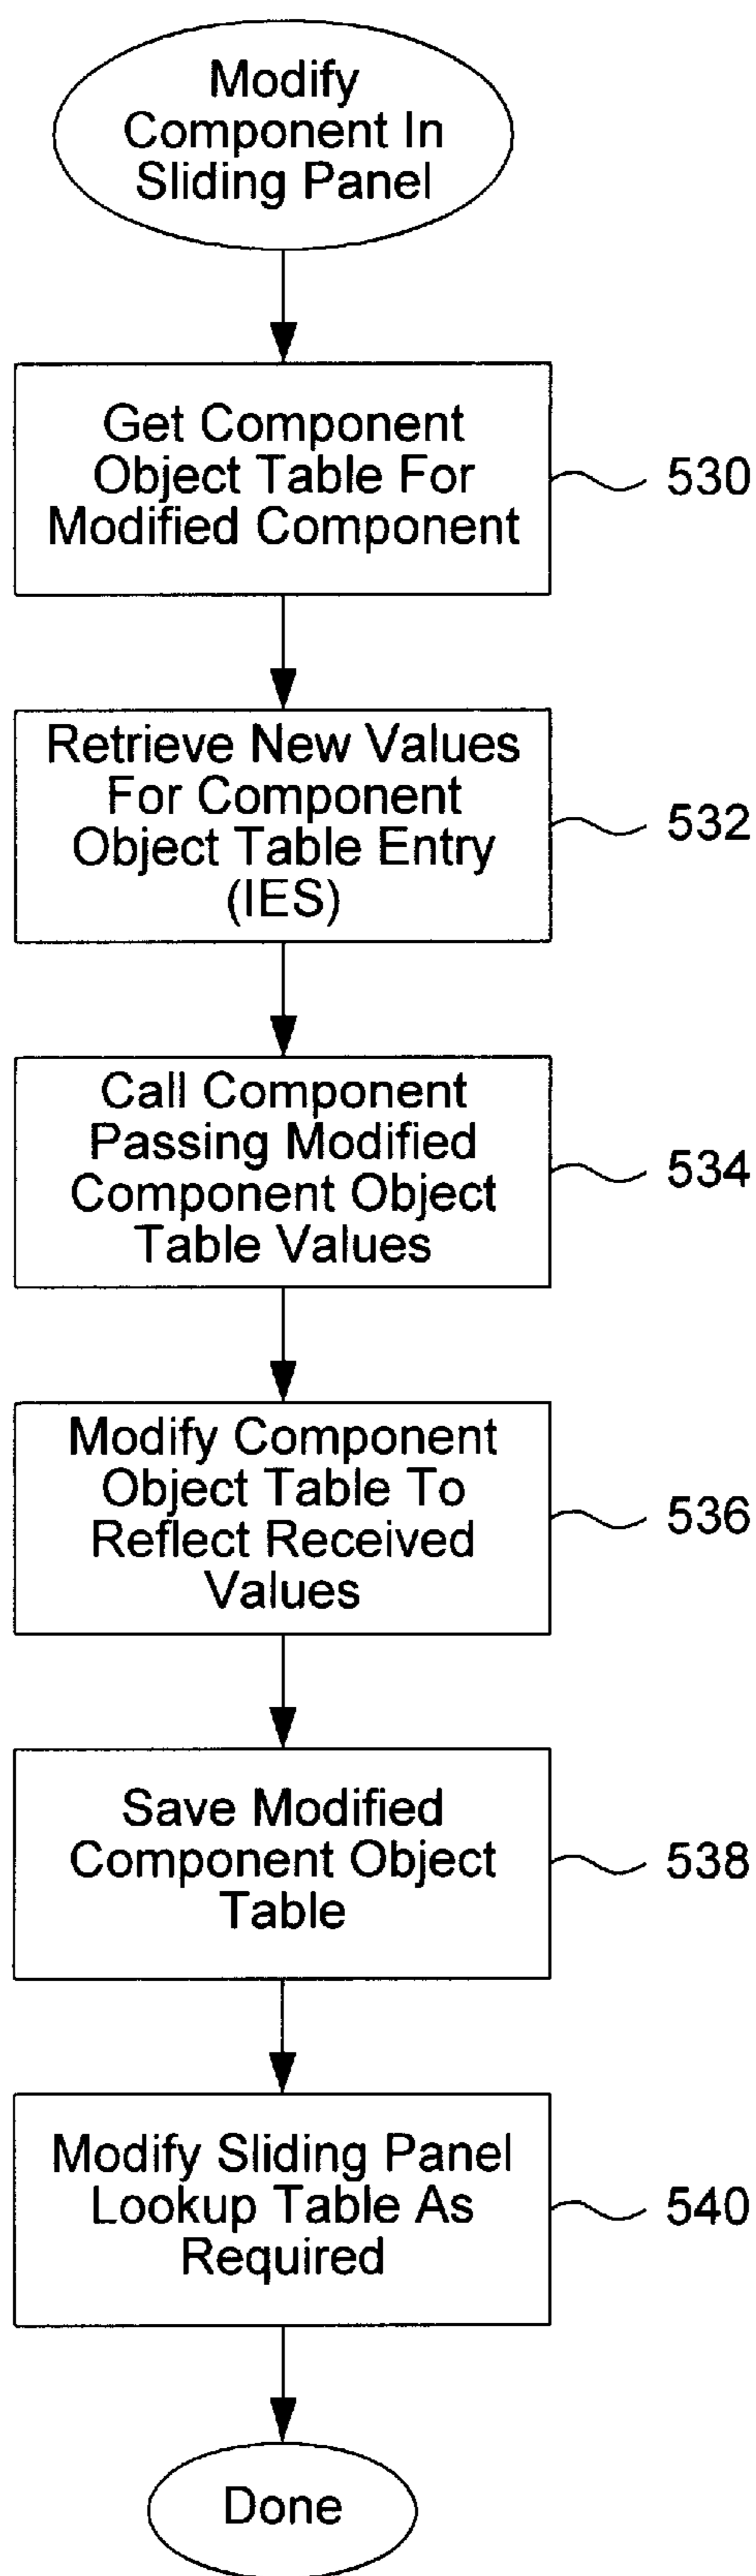 Modify
Component In
Sliding Panel
Get Component
Object Table For
Modified Component
530
Retrieve New Values
For Component
Object Table Entry
(IES)
532
Call Component
Passing Modified
Component Object
Table Values
534
Modify Component
Object Table To
Reflect Received
Values
536
Save Modified
Component Object
Table
538
Modify Sliding Panel
Lookup Table As
Required
540
Done